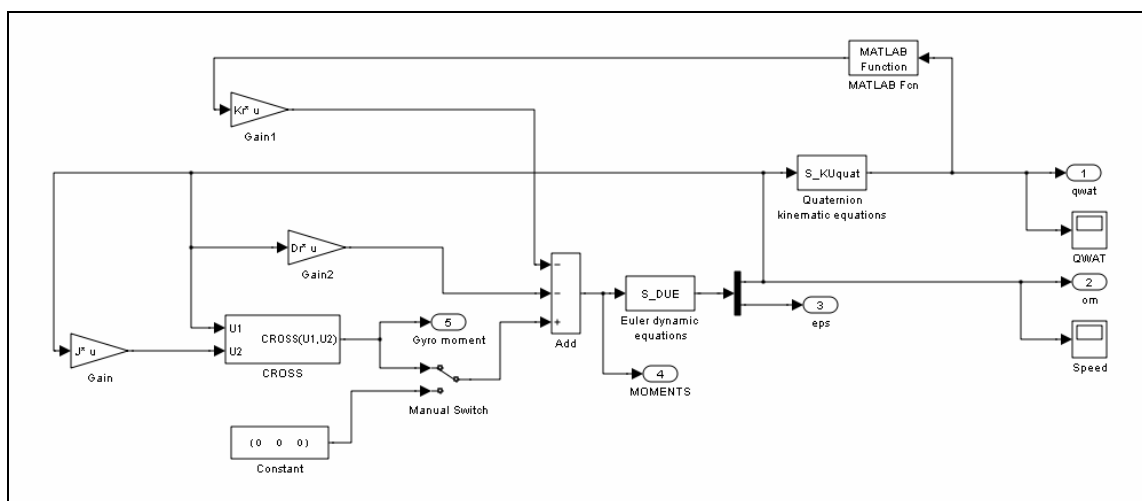 MATLAB
Function
MATLAB Fcn
Kr* u
Gain1
S_KUquat
Quaternion
kinematic equations
1
qwat
QWAT
Dr* u
Gain2
S_DUE
Euler dynamic
equations
2
om
3
eps
Add
U1
U2
CROSS(U1,U2)
CROSS
5
Gyro moment
J* u
Gain
Speed
4
MOMENTS
Manual Switch
(0 0 0)
Constant